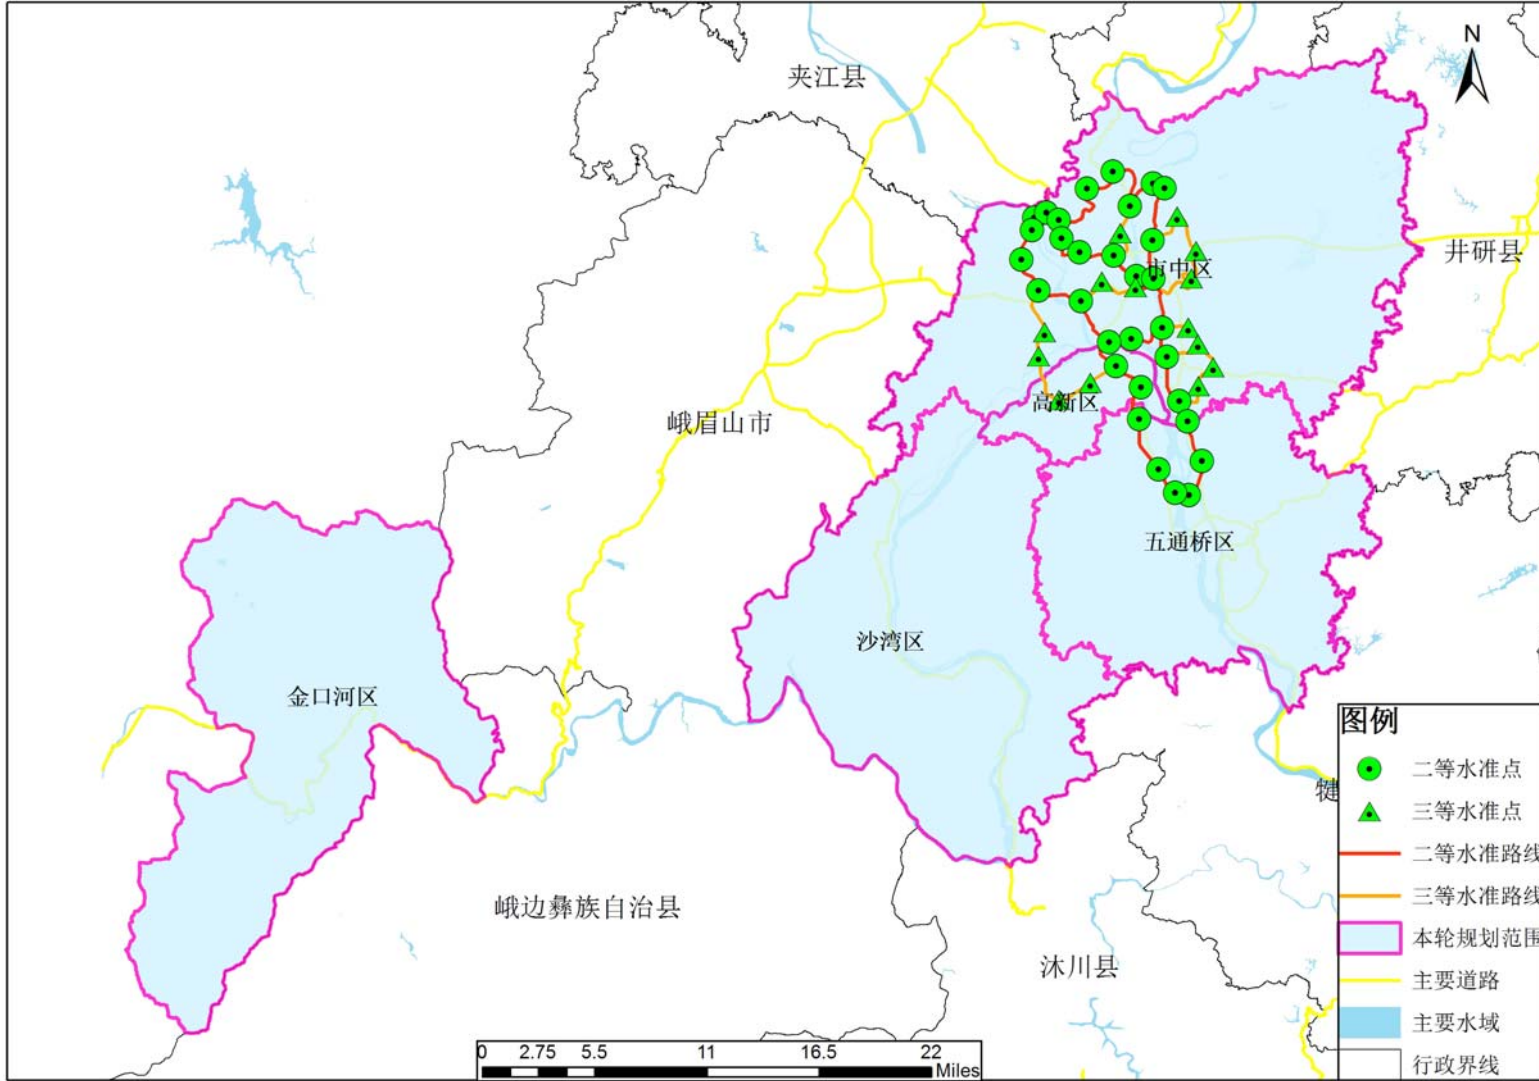 N
夹江县
井研县
市中区
高新区
峨眉山市
五通桥区
沙湾区
金口河区
峨边彝族自治县
沐川县
犍
图例
二等水准点
三等水准点
二等水准路线
三等水准路线
本轮规划范围
主要道路
主要水域
行政界线
0 2.75 5.5 11 16.5 22
Miles